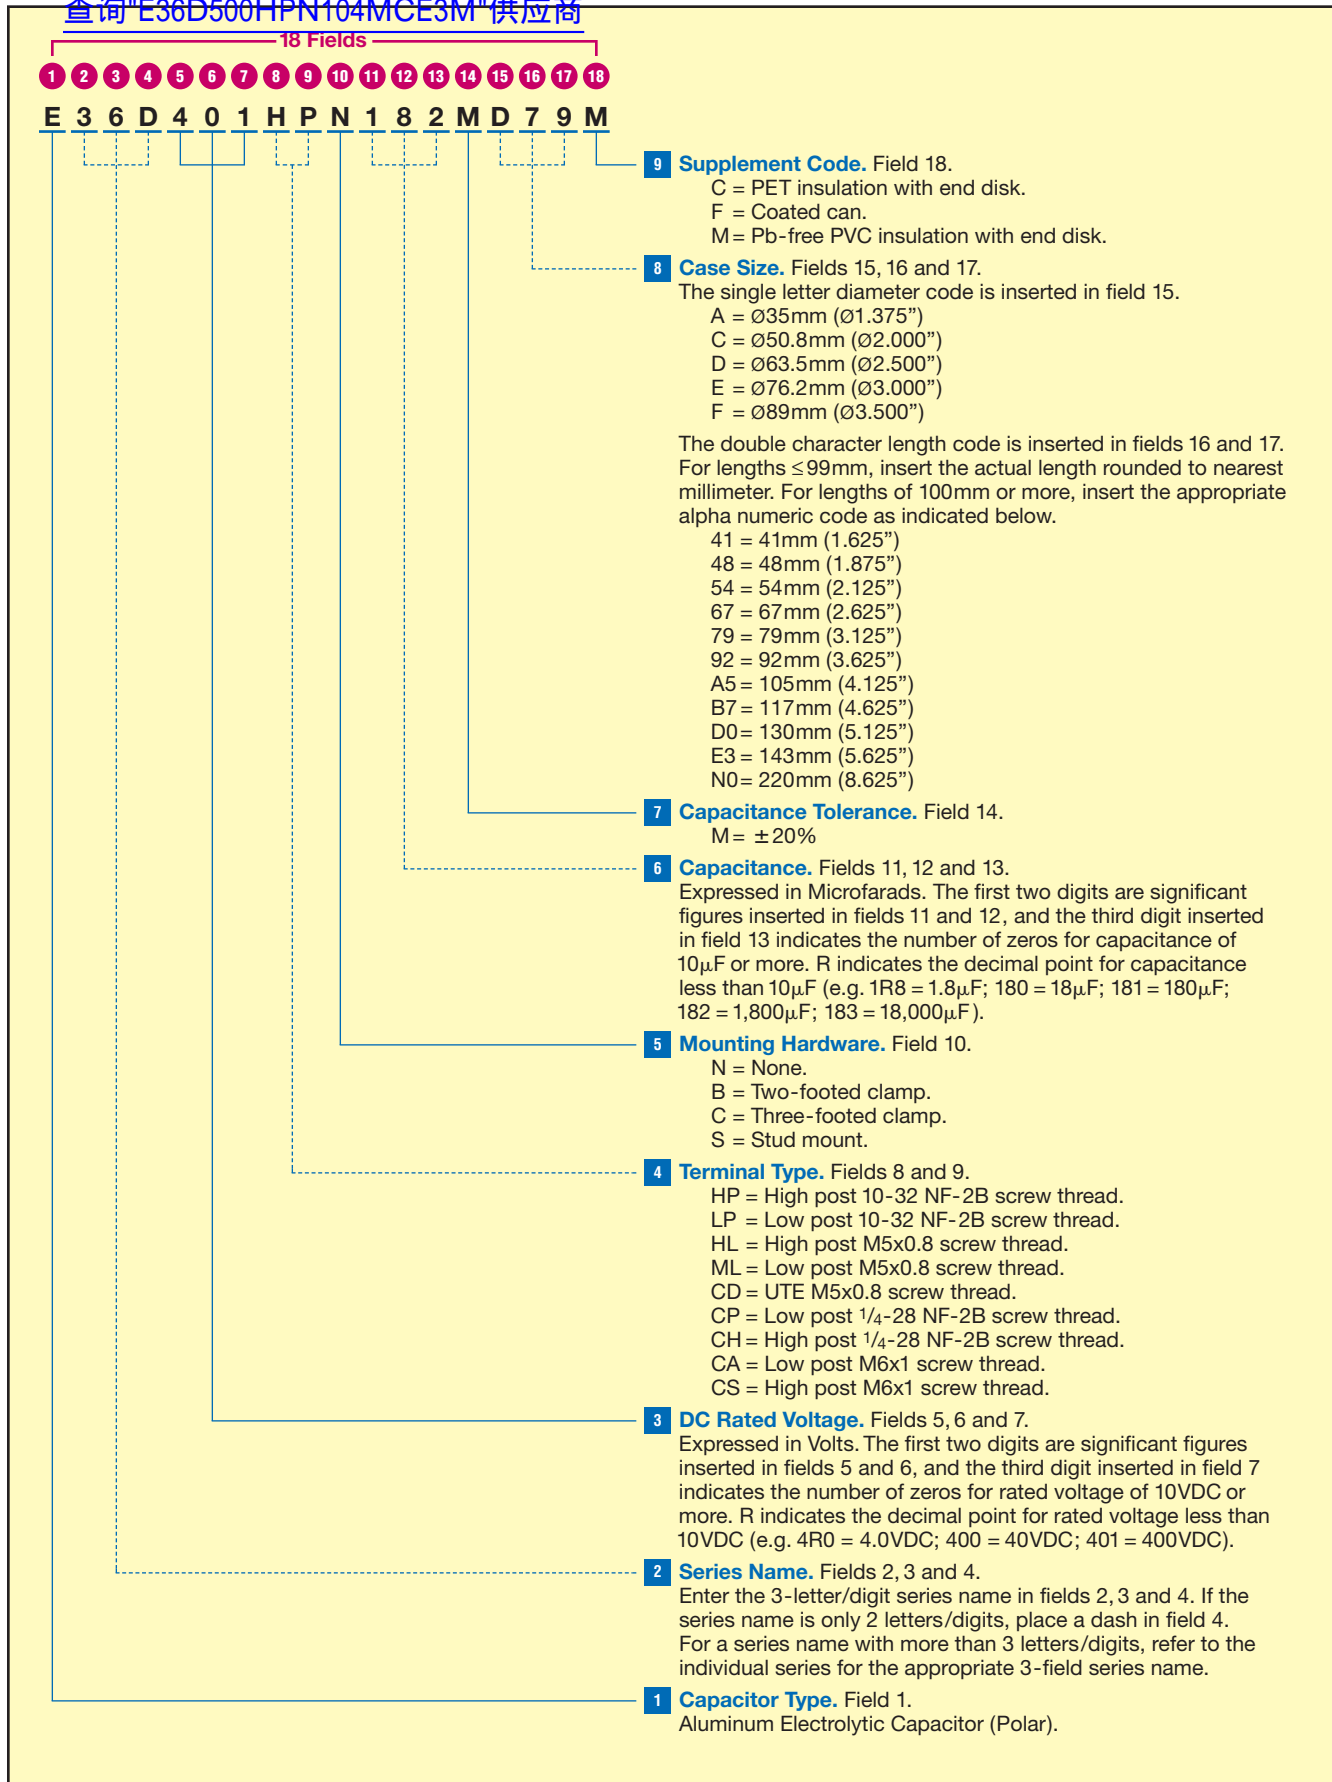 查询"E36D500HPN104MCE3M"供应商
18 Fields
1 2 3 4 5 6 7 8 9 10 11 12 13 14 15 16 17 18
E 3 6 D 4 0 1 H P N 1 8 2 M D 7 9 M
9 Supplement Code. Field 18.
C = PET insulation with end disk.
F = Coated can.
M = Pb-free PVC insulation with end disk.
8 Case Size. Fields 15, 16 and 17.
The single letter diameter code is inserted in field 15.
A = Ø35mm (Ø1.375”)
C = Ø50.8mm (Ø2.000”)
D = Ø63.5mm (Ø2.500”)
E = Ø76.2mm (Ø3.000”)
F = Ø89mm (Ø3.500”)
The double character length code is inserted in fields 16 and 17.
For lengths ≤99mm, insert the actual length rounded to nearest
millimeter. For lengths of 100mm or more, insert the appropriate
alpha numeric code as indicated below.
41 = 41mm (1.625”)
48 = 48mm (1.875”)
54 = 54mm (2.125”)
67 = 67mm (2.625”)
79 = 79mm (3.125”)
92 = 92mm (3.625”)
A5 = 105mm (4.125”)
B7 = 117mm (4.625”)
D0 = 130mm (5.125”)
E3 = 143mm (5.625”)
N0 = 220mm (8.625”)
7 Capacitance Tolerance. Field 14.
M = ±20%
6 Capacitance. Fields 11, 12 and 13.
Expressed in Microfarads. The first two digits are significant
figures inserted in fields 11 and 12, and the third digit inserted
in field 13 indicates the number of zeros for capacitance of
10µF or more. R indicates the decimal point for capacitance
less than 10µF (e.g. 1R8 = 1.8µF; 180 = 18µF; 181 = 180µF;
182 = 1,800µF; 183 = 18,000µF).
5 Mounting Hardware. Field 10.
N = None.
B = Two-footed clamp.
C = Three-footed clamp.
S = Stud mount.
4 Terminal Type. Fields 8 and 9.
HP = High post 10-32 NF-2B screw thread.
LP = Low post 10-32 NF-2B screw thread.
HL = High post M5x0.8 screw thread.
ML = Low post M5x0.8 screw thread.
CD = UTE M5x0.8 screw thread.
CP = Low post 1/4-28 NF-2B screw thread.
CH = High post 1/4-28 NF-2B screw thread.
CA = Low post M6x1 screw thread.
CS = High post M6x1 screw thread.
3 DC Rated Voltage. Fields 5, 6 and 7.
Expressed in Volts. The first two digits are significant figures
inserted in fields 5 and 6, and the third digit inserted in field 7
indicates the number of zeros for rated voltage of 10VDC or
more. R indicates the decimal point for rated voltage less than
10VDC (e.g. 4R0 = 4.0VDC; 400 = 40VDC; 401 = 400VDC).
2 Series Name. Fields 2, 3 and 4.
Enter the 3-letter/digit series name in fields 2, 3 and 4. If the
series name is only 2 letters/digits, place a dash in field 4.
For a series name with more than 3 letters/digits, refer to the
individual series for the appropriate 3-field series name.
1 Capacitor Type. Field 1.
Aluminum Electrolytic Capacitor (Polar).